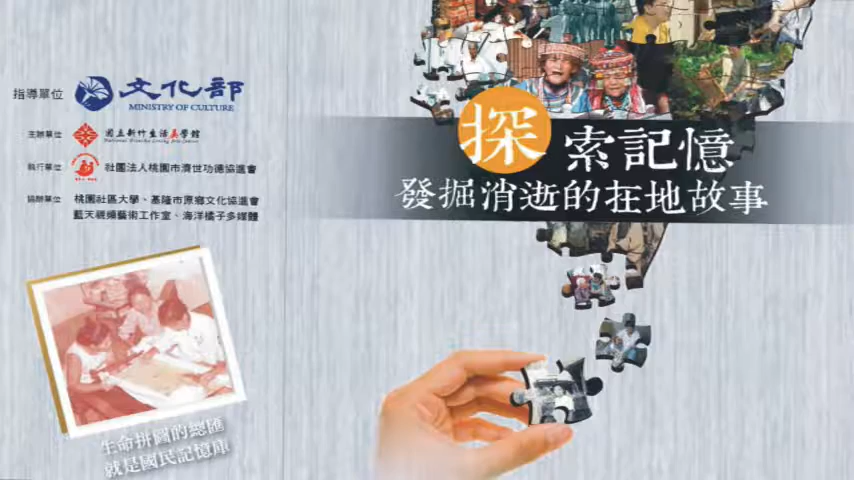 指導單位 文化部
MINISTRY OF CULTURE
主辦單位 國立新竹生活美學館
National Hsinchu Living Arts Center
執行單位 社團法人桃園市濟世功德協進會
協辦單位 桃園社區大學、基隆市原鄉文化協進會
藍天視頻藝術工作室、海洋橘子多媒體
探索記憶
發掘消逝的在地故事
生命拼圖的總匯
就是國民記憶庫